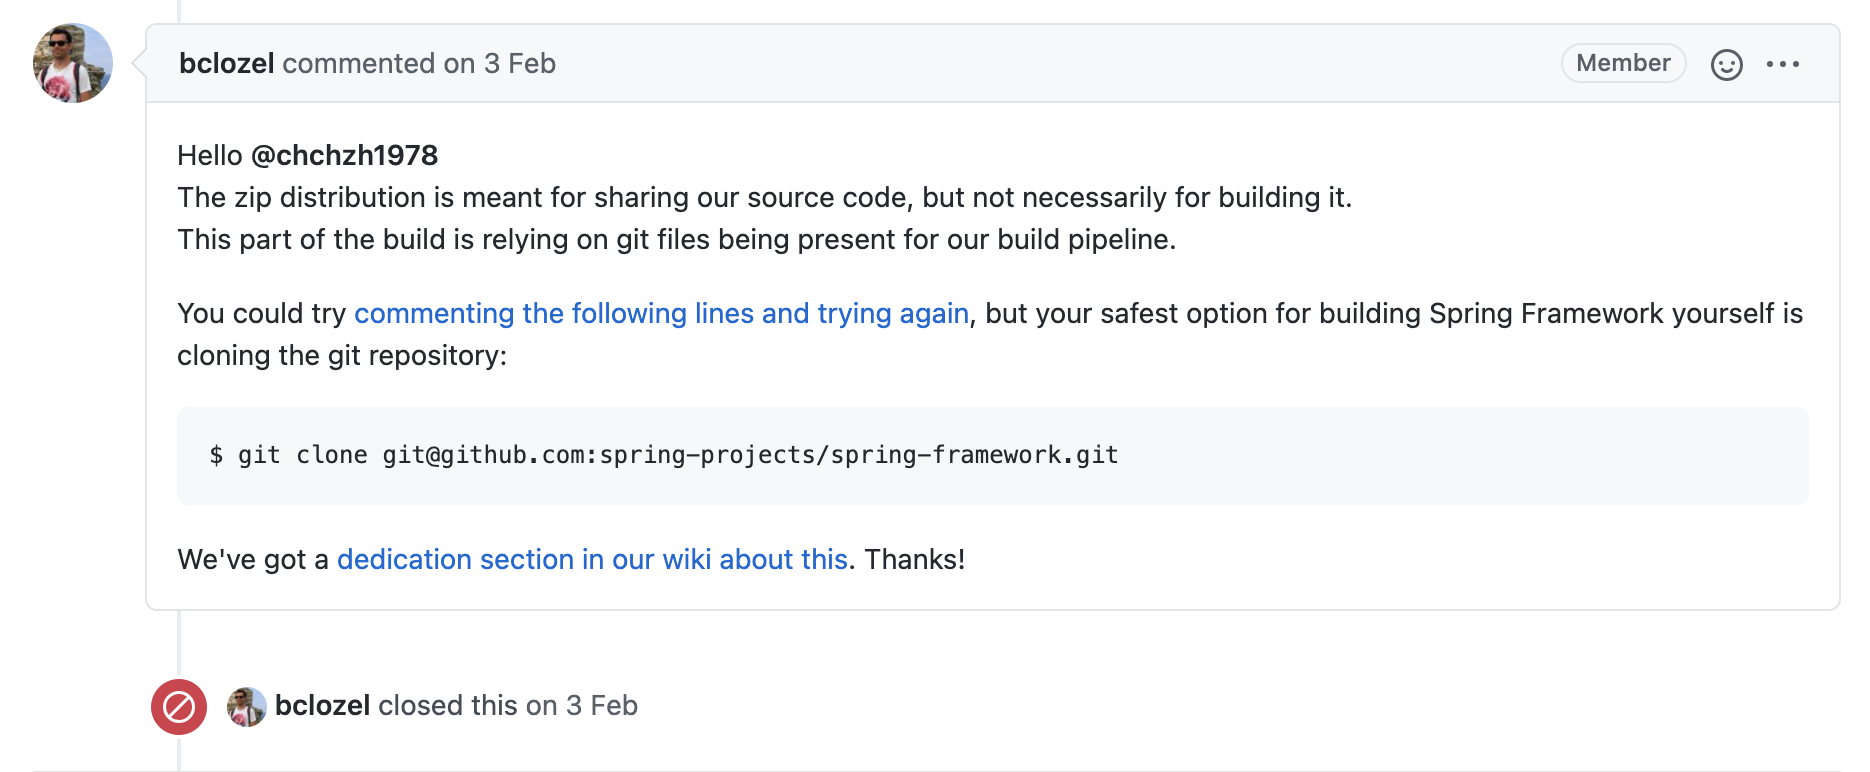 bclozel commented on 3 Feb
Member
Hello @chchzh1978
The zip distribution is meant for sharing our source code, but not necessarily for building it.
This part of the build is relying on git files being present for our build pipeline.
You could try commenting the following lines and trying again, but your safest option for building Spring Framework yourself is
cloning the git repository:
$ git clone git@github.com:spring-projects/spring-framework.git
We've got a dedication section in our wiki about this. Thanks!
bclozel closed this on 3 Feb